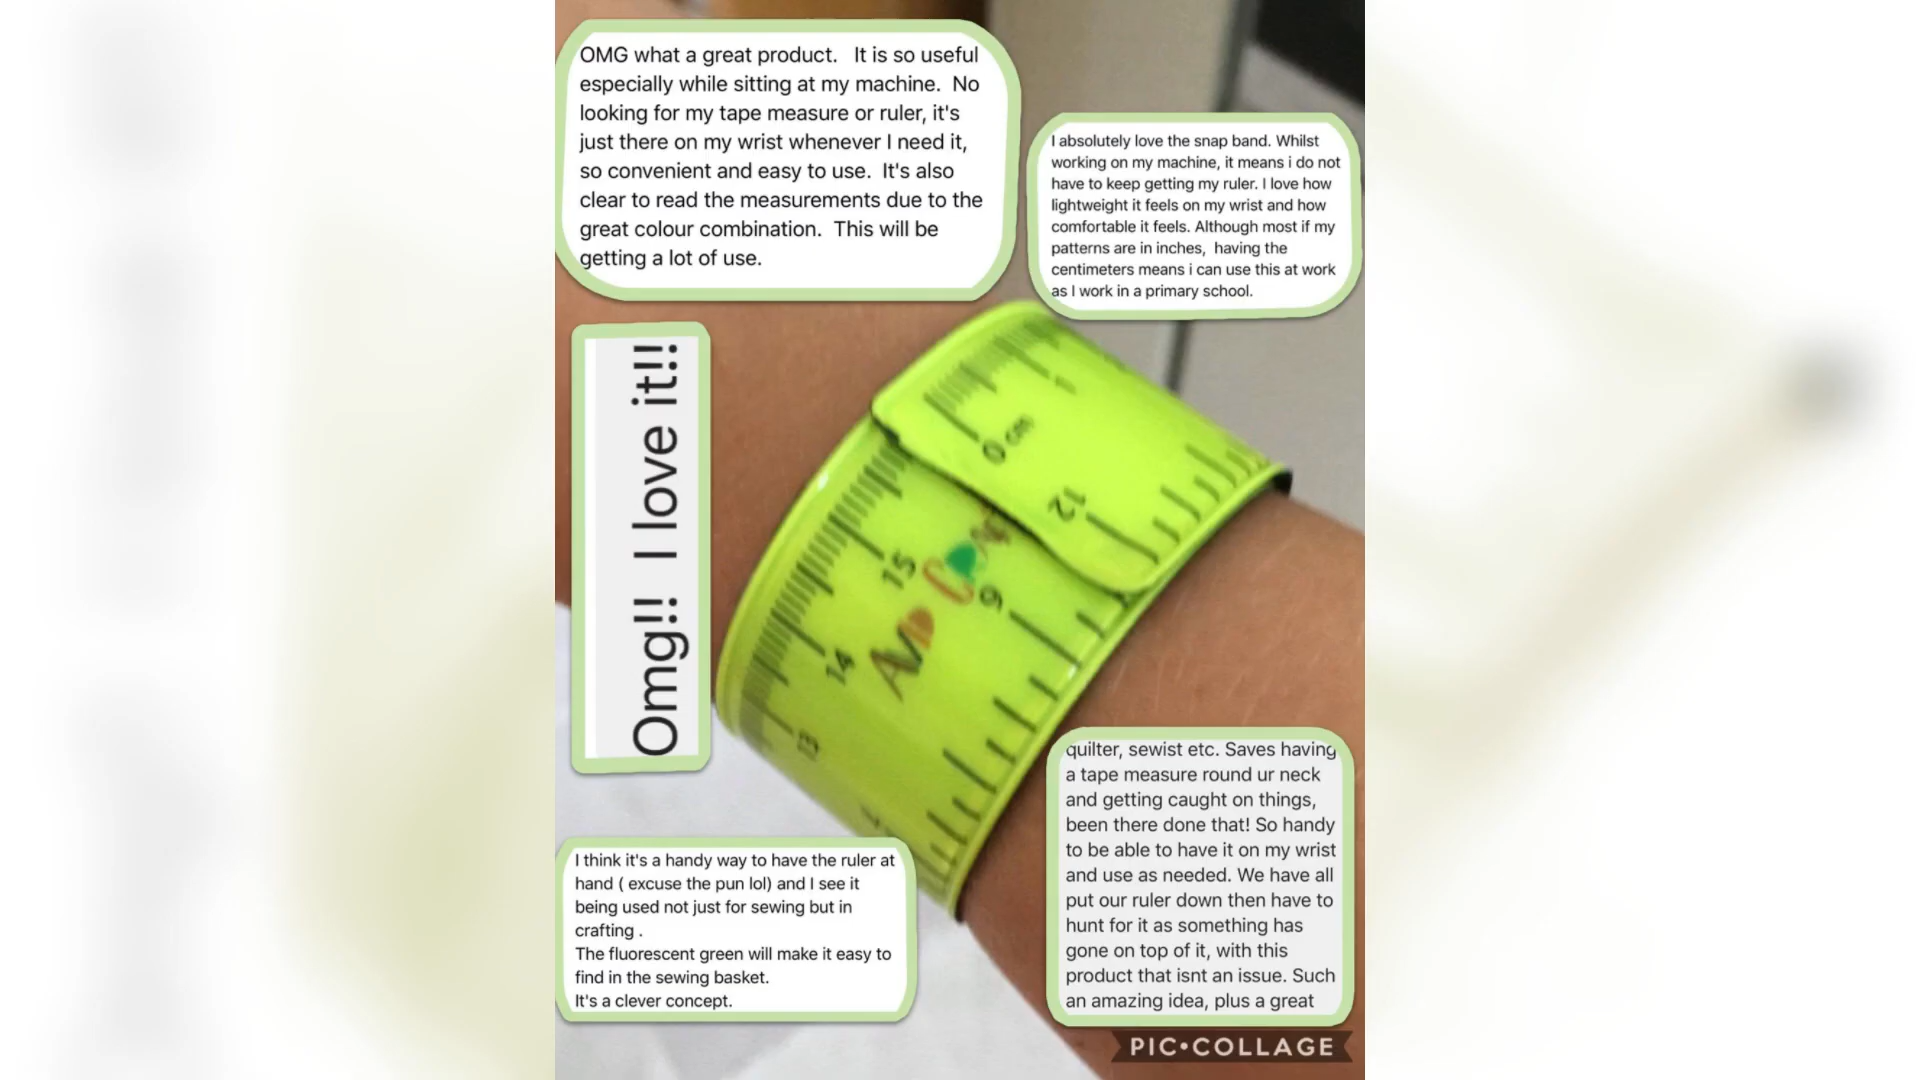 OMG what a great product.   It is so useful
especially while sitting at my machine.  No
looking for my tape measure or ruler, it's
just there on my wrist whenever I need it,
so convenient and easy to use.  It's also
clear to read the measurements due to the
great colour combination.  This will be
getting a lot of use.
I absolutely love the snap band. Whilst
working on my machine, it means i do not
have to keep getting my ruler. I love how
lightweight it feels on my wrist and how
comfortable it feels. Although most if my
patterns are in inches,  having the
centimeters means i can use this at work
as I work in a primary school.
Omg!!  I love it!!
0 cm
12
15
14
13
6
I think it's a handy way to have the ruler at
hand ( excuse the pun lol) and I see it
being used not just for sewing but in
crafting .
The fluorescent green will make it easy to
find in the sewing basket.
It's a clever concept.
quilter, sewist etc. Saves having
a tape measure round ur neck
and getting caught on things,
been there done that! So handy
to be able to have it on my wrist
and use as needed. We have all
put our ruler down then have to
hunt for it as something has
gone on top of it, with this
product that isnt an issue. Such
an amazing idea, plus a great
PIC•COLLAGE